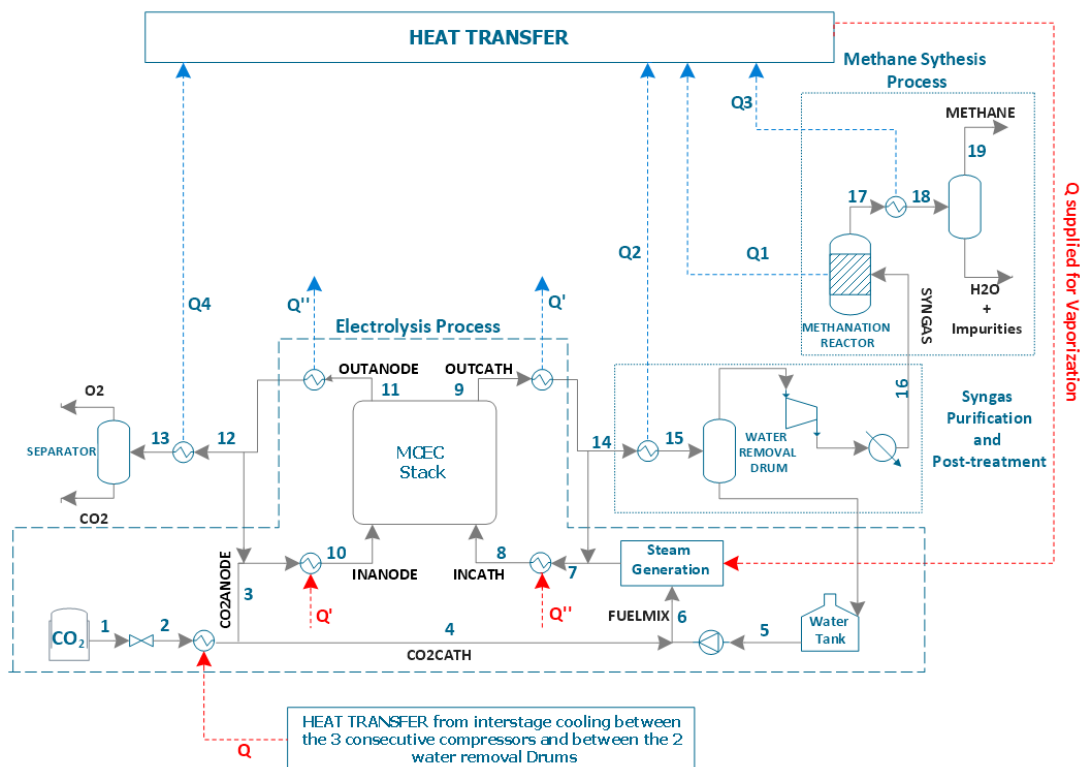 HEAT TRANSFER
Methane Sythesis
Process
Q3
METHANE
19
17
18
Q supplied for Vaporization
Q4
Q2
Q1
SYNGAS
H2O
+
Impurities
METHANATION
REACTOR
Q''
Q'
Electrolysis Process
OUTANODE
OUTCATH
11
9
16
O2
SEPARATOR
13
12
MCEC
Stack
14
15
WATER
REMOVAL
DRUM
Syngas
Purification
and
Post-treatment
CO2
CO2ANODE
10
INANODE
8
INCATH
7
Steam
Generation
3
Q'
Q''
FUELMIX
6
CO2
1
2
4
CO2CATH
5
Water
Tank
Q
HEAT TRANSFER from interstage cooling between
the 3 consecutive compressors and between the 2
water removal Drums